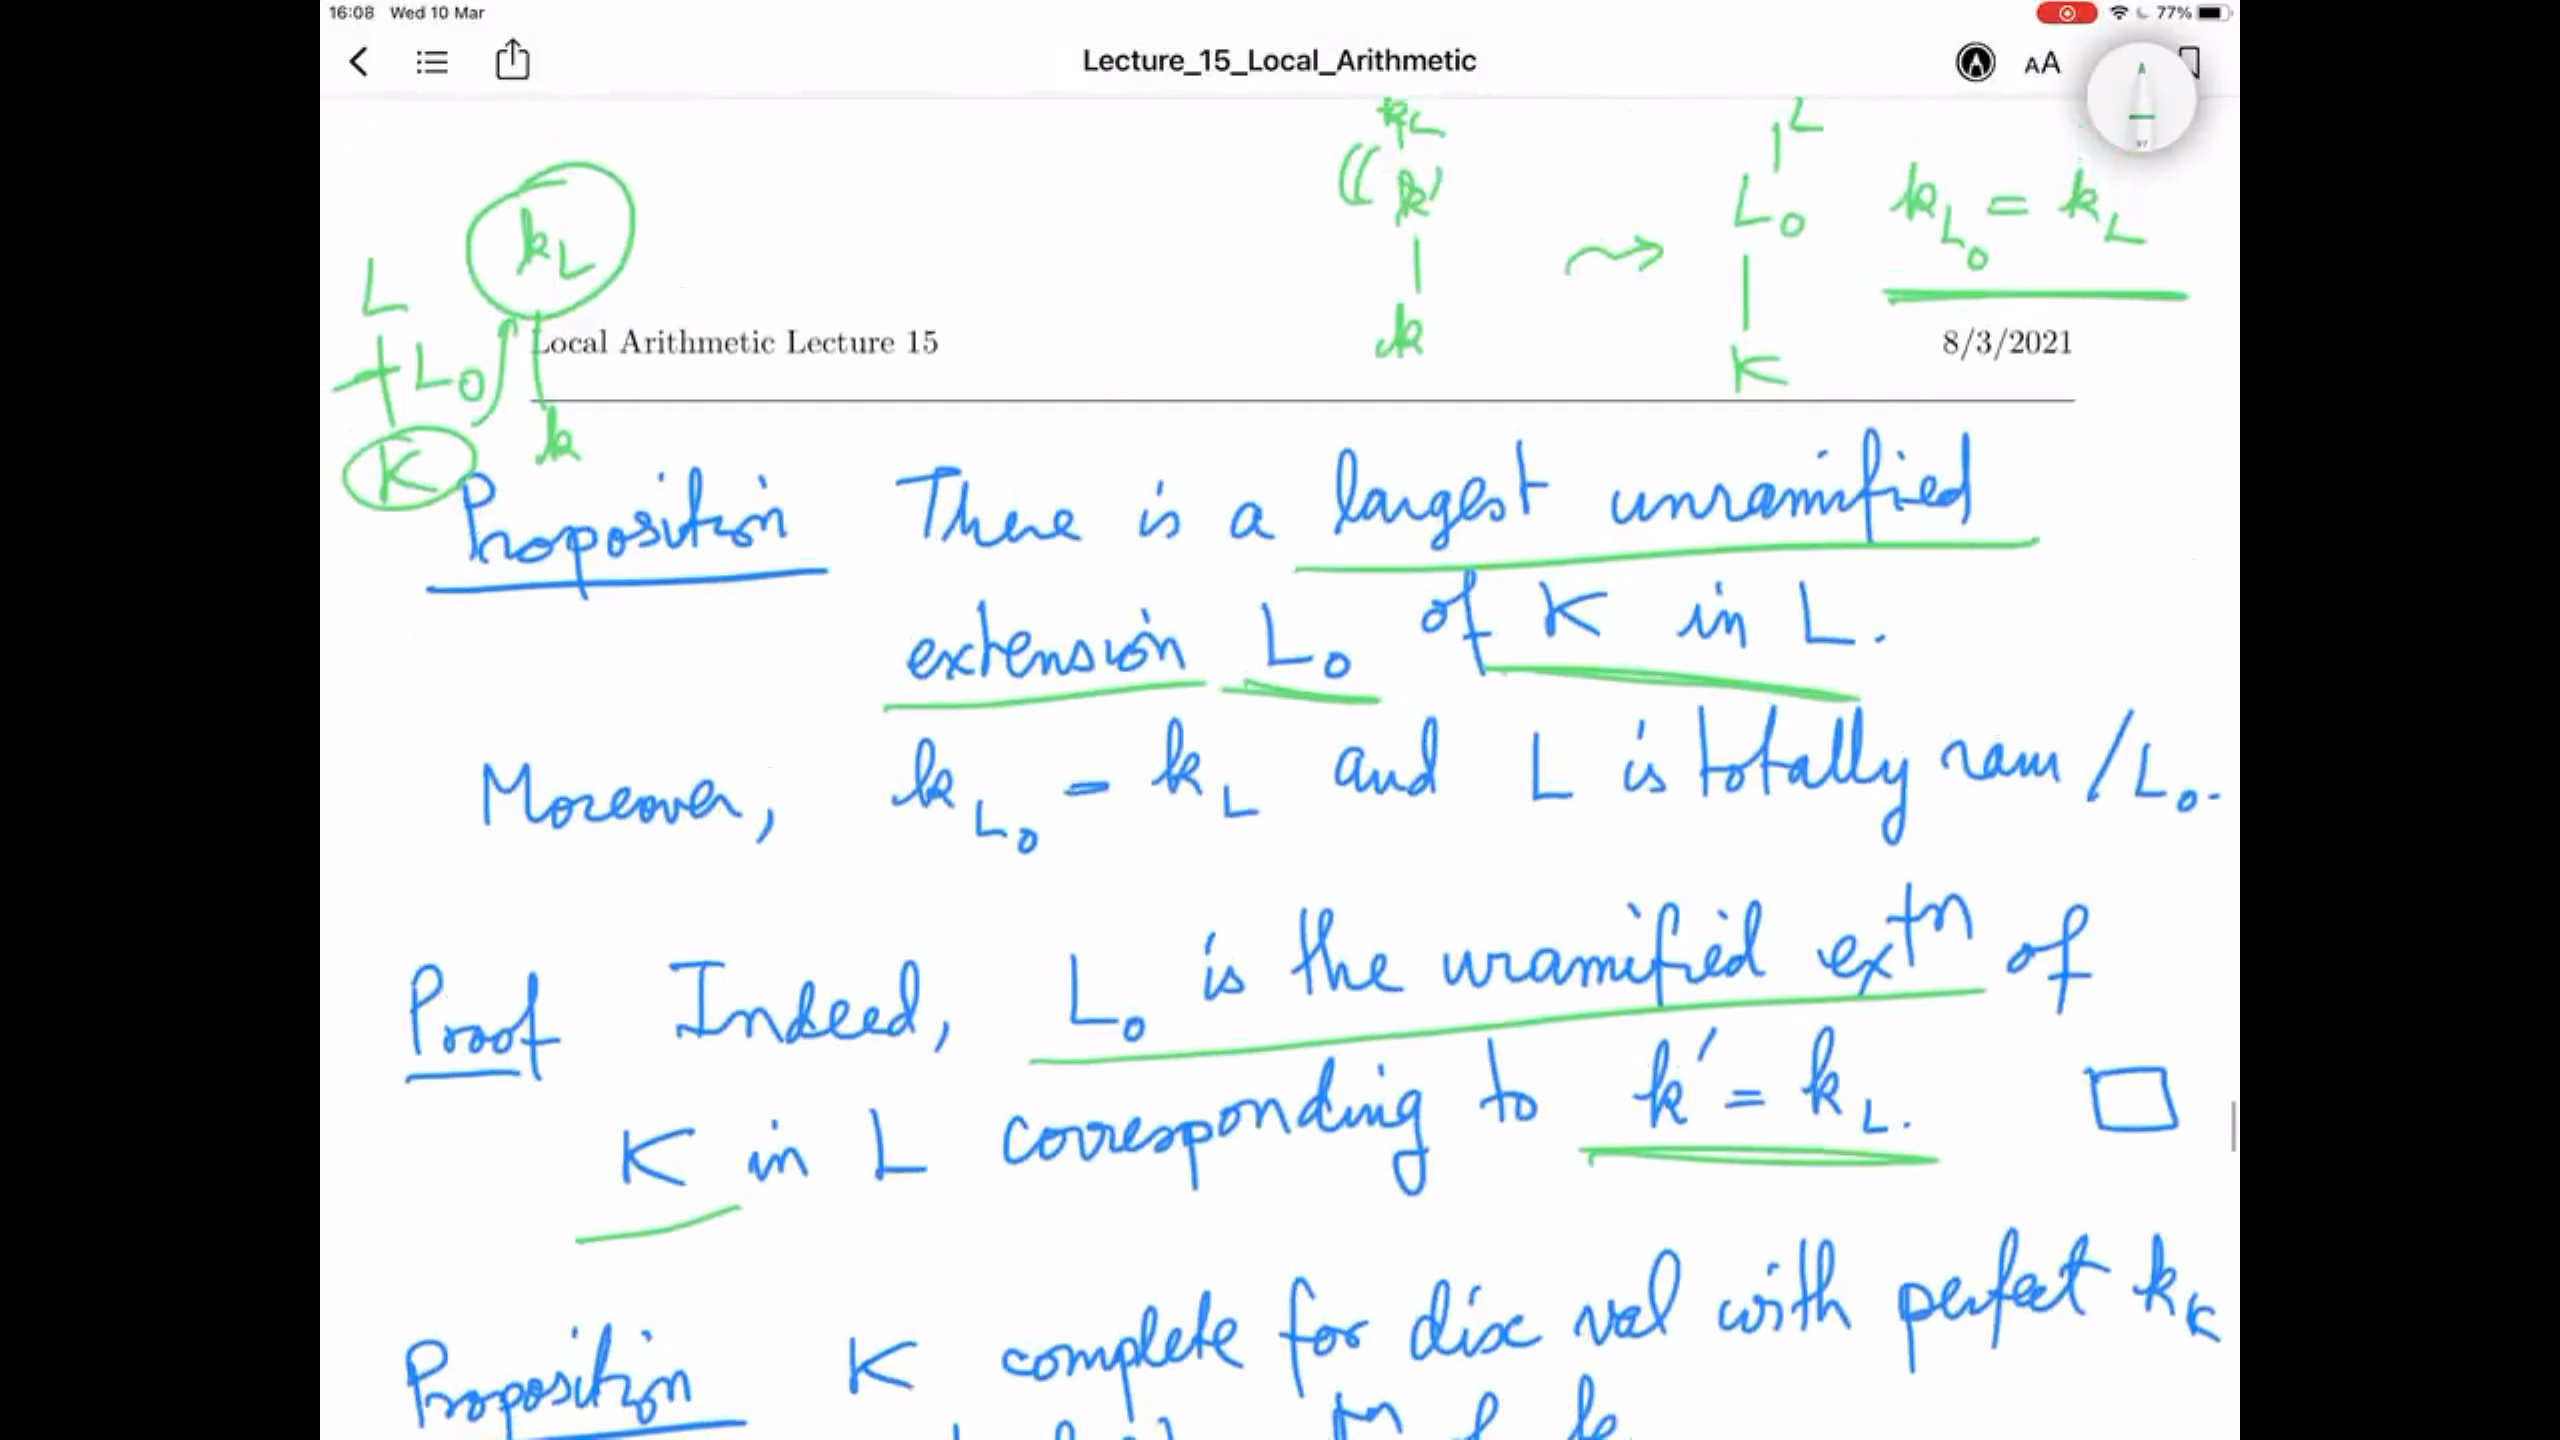 16:08 Wed 10 Mar
77%
Lecture_15_Local_Arithmetic
AA
k_L
k'
k
L
L_0
K
k_{L_0} = k_L
k_L
L
L_0
K
k
Local Arithmetic Lecture 15 8/3/2021
Proposition There is a largest unramified
extension L_0 of K in L.
Moreover, k_{L_0} = k_L and L is totally ram / L_0.
Proof Indeed, L_0 is the uramified ext^n of
K in L corresponding to k' = k_L. □
Proposition K complete for disc val with perfect k_K